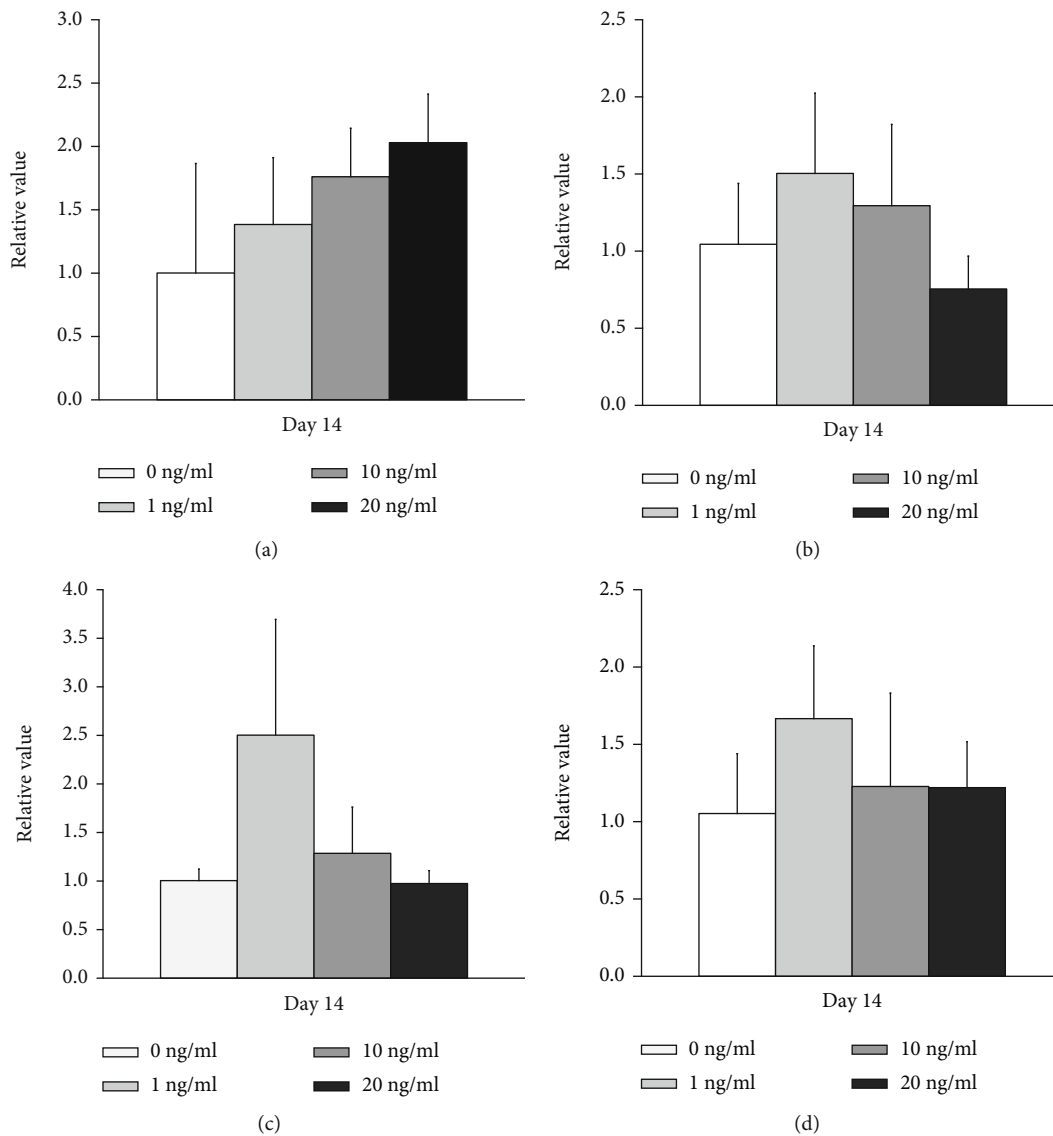 3.0
2.5
2.0
1.5
1.0
0.5
0.0
Relative value
Day 14
0 ng/ml
10 ng/ml
1 ng/ml
20 ng/ml
(a)
2.5
2.0
1.5
1.0
0.5
0.0
Relative value
Day 14
0 ng/ml
10 ng/ml
1 ng/ml
20 ng/ml
(b)
4.0
3.5
3.0
2.5
2.0
1.5
1.0
0.5
0.0
Relative value
Day 14
0 ng/ml
10 ng/ml
1 ng/ml
20 ng/ml
(c)
2.5
2.0
1.5
1.0
0.5
0.0
Relative value
Day 14
0 ng/ml
10 ng/ml
1 ng/ml
20 ng/ml
(d)